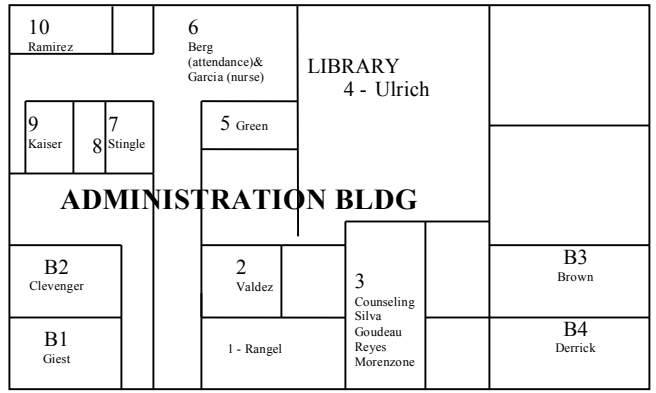 10
Ramirez
6
Berg
(attendance)&
Garcia (nurse)
LIBRARY
4 - Ulrich
9
Kaiser
8
7
Stingle
5 Green
ADMINISTRATION BLDG
B2
Clevenger
2
Valdez
3
Counseling
Silva
Goudeau
Reyes
Morenzone
B3
Brown
B1
Giest
1 - Rangel
B4
Derrick